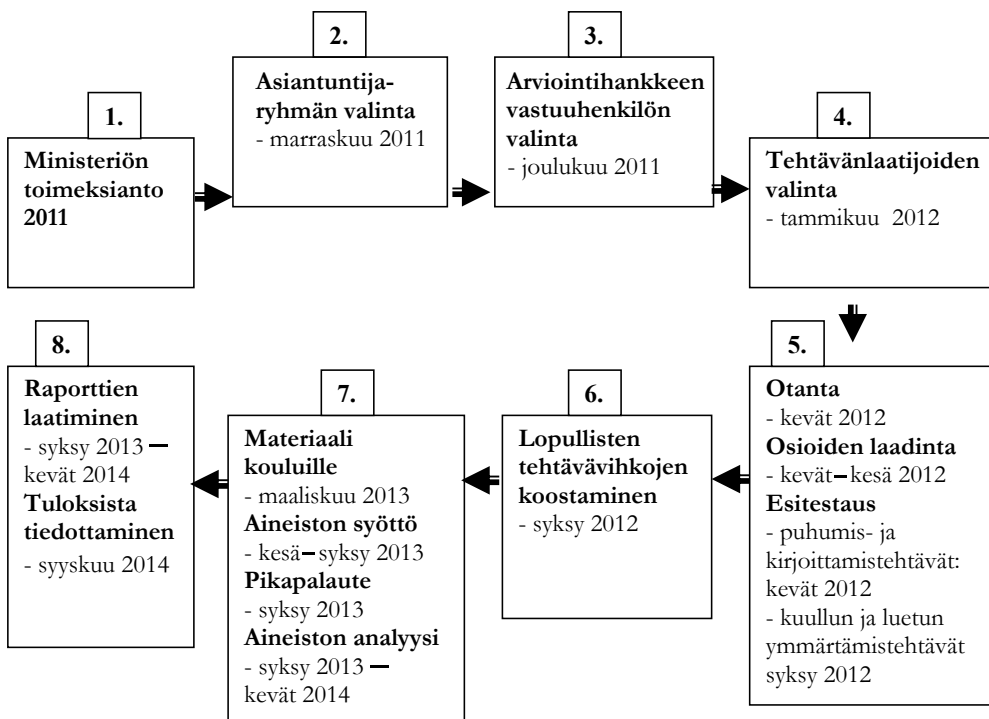 1.
Ministeriön
toimeksianto
2011
2.
Asiantuntija-
ryhmän valinta
- marraskuu 2011
3.
Arviointihankkeen
vastuuhenkilön
valinta
- joulukuu 2011
4.
Tehtävänlaatijoiden
valinta
- tammikuu 2012
5.
Otanta
- kevät 2012
Osioiden laadinta
- kevät–kesä 2012
Esitestaus
- puhumis- ja
kirjoittamistehtävät:
kevät 2012
- kuullun ja luetun
ymmärtämistehtävät
syksy 2012
6.
Lopullisten
tehtävävihkojen
koostaminen
- syksy 2012
7.
Materiaali
kouluille
- maaliskuu 2013
Aineiston syöttö
- kesä–syksy 2013
Pikapalaute
- syksy 2013
Aineiston analyysi
- syksy 2013 –
kevät 2014
8.
Raporttien
laatiminen
- syksy 2013 –
kevät 2014
Tuloksista
tiedottaminen
- syyskuu 2014